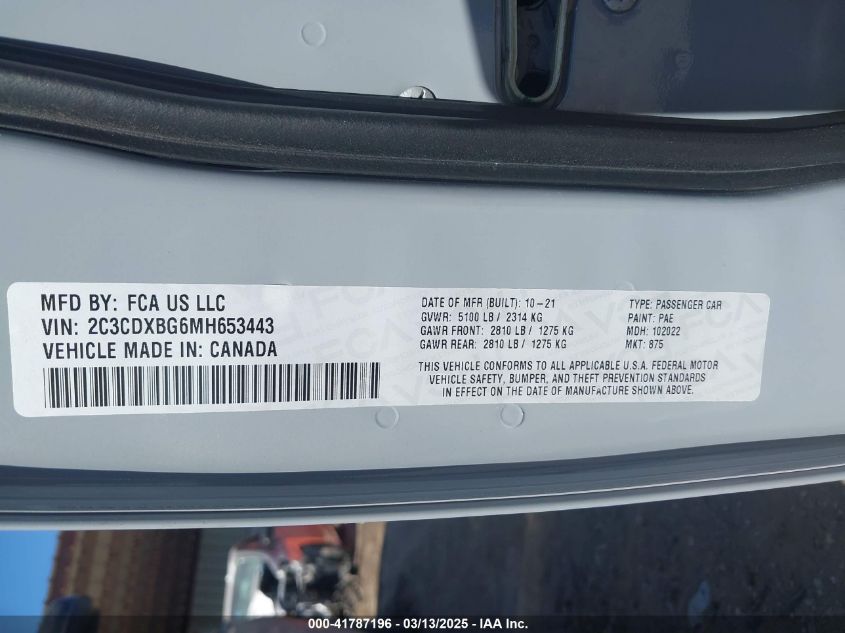 MFD BY: FCA US LLC
VIN: 2C3CDXBG6MH653443
VEHICLE MADE IN: CANADA
DATE OF MFR (BUILT): 10-21
GVWR: 5100 LB / 2314 KG
GAWR FRONT: 2810 LB / 1275 KG
GAWR REAR: 2810 LB / 1275 KG
TYPE: PASSENGER CAR
PAINT: PAE
MDH: 102022
MKT: 875
THIS VEHICLE CONFORMS TO ALL APPLICABLE U.S.A. FEDERAL MOTOR
VEHICLE SAFETY, BUMPER, AND THEFT PREVENTION STANDARDS
IN EFFECT ON THE DATE OF MANUFACTURE SHOWN ABOVE.
000-41787196 - 03/13/2025 - IAA Inc.